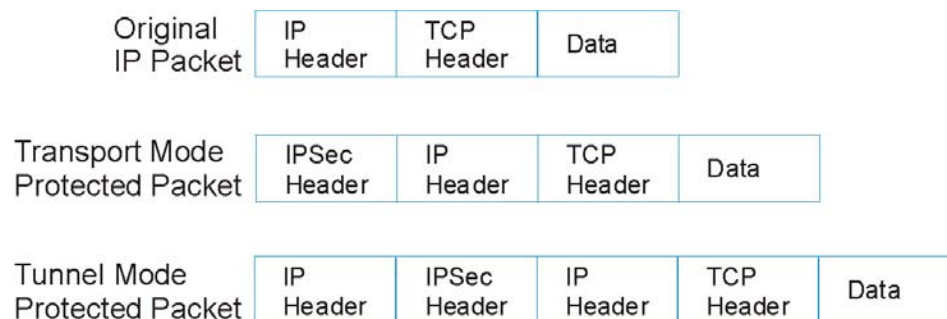 Original
IP Packet
IP
Header
TCP
Header
Data
Transport Mode
Protected Packet
IPSec
Header
IP
Header
TCP
Header
Data
Tunnel Mode
Protected Packet
IP
Header
IPSec
Header
IP
Header
TCP
Header
Data